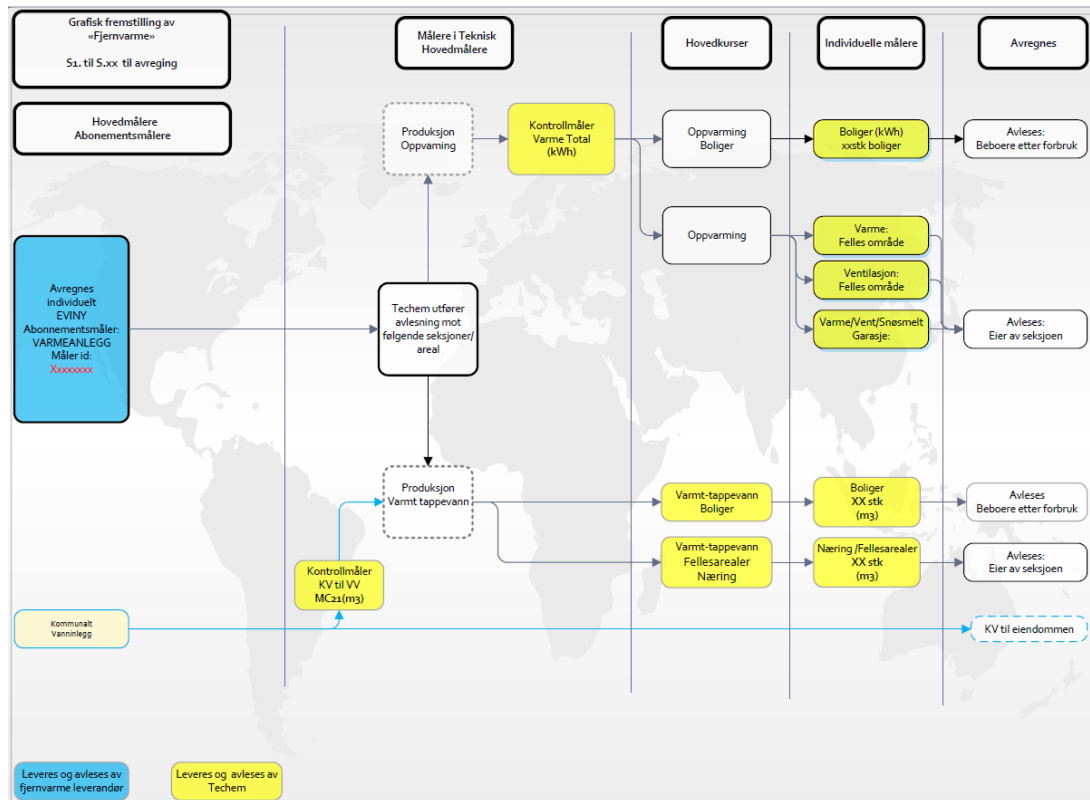 Grafisk fremstilling av
«Fjernvarme»
S1. til S.xx til avreging
Målere i Teknisk
Hovedmålere
Hovedkurser
Individuelle målere
Avregnes
Hovedmålere
Abonementsmålere
Produksjon
Oppvaming
Kontrollmåler
Varme Total
(kWh)
Oppvarming
Boliger
Boliger (kWh)
xxstk boliger
Avleses:
Beboere etter forbruk
Oppvarming
Varme:
Felles område
Ventilasjon:
Felles område
Varme/Vent/Snøsmelt
Garasje:
Avleses:
Eier av seksjoen
Avregnes
individuelt
EVINY
Abonnementsmåler:
VARMEANLEGG
Måler id:
Xxxxxxxx
Techem utfører
avlesning mot
følgende seksjoner/
areal
Produksjon
Varmt tappevann
Varmt-tappevann
Boliger
Boliger
XX stk
(m3)
Avleses
Beboere etter forbruk
Varmt-tappevann
Fellesarealer
Næring
Næring /Fellesarealer
XX stk
(m3)
Avleses:
Eier av seksjoen
Kontrollmåler
KV til VV
MC21(m3)
Kommunalt
Vanninlegg
KV til eiendommen
Leveres og avleses av
fjernvarme leverandør
Leveres og avleses av
Techem